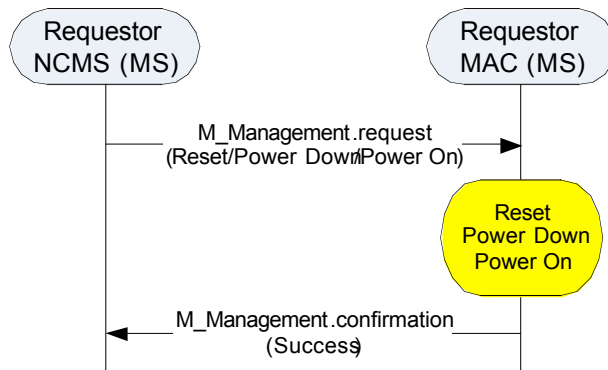 Requestor
NCMS (MS)
Requestor
MAC (MS)
M_Management.request
(Reset/Power Down/Power On)
Reset
Power Down
Power On
M_Management.confirmation
(Success)